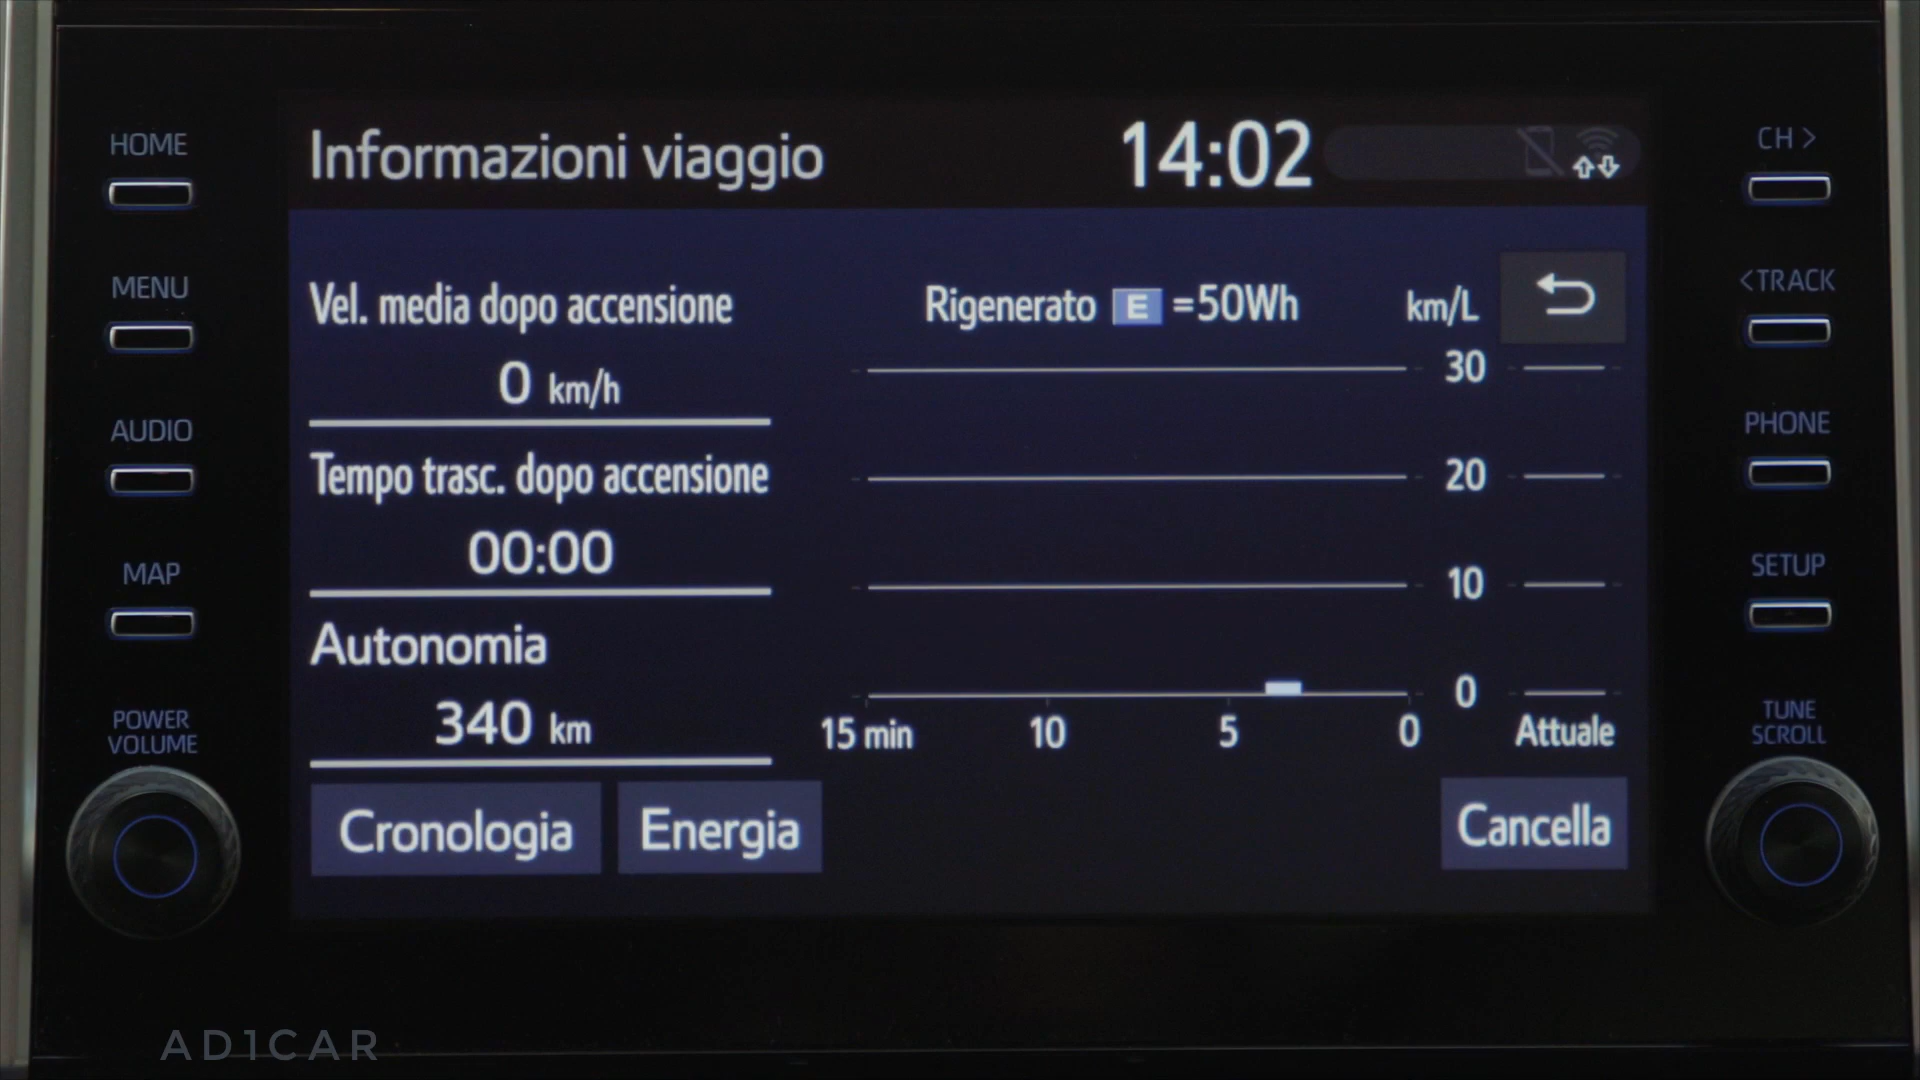 HOME
MENU
AUDIO
MAP
POWER
VOLUME
Informazioni viaggio 14:02
Vel. media dopo accensione
0 km/h
Tempo trasc. dopo accensione
00:00
Autonomia
340 km
Cronologia Energia
Rigenerato E =50Wh km/L
30
20
10
0
15 min 10 5 0 Attuale
Cancella
CH >
<TRACK
PHONE
SETUP
TUNE
SCROLL
AD1CAR